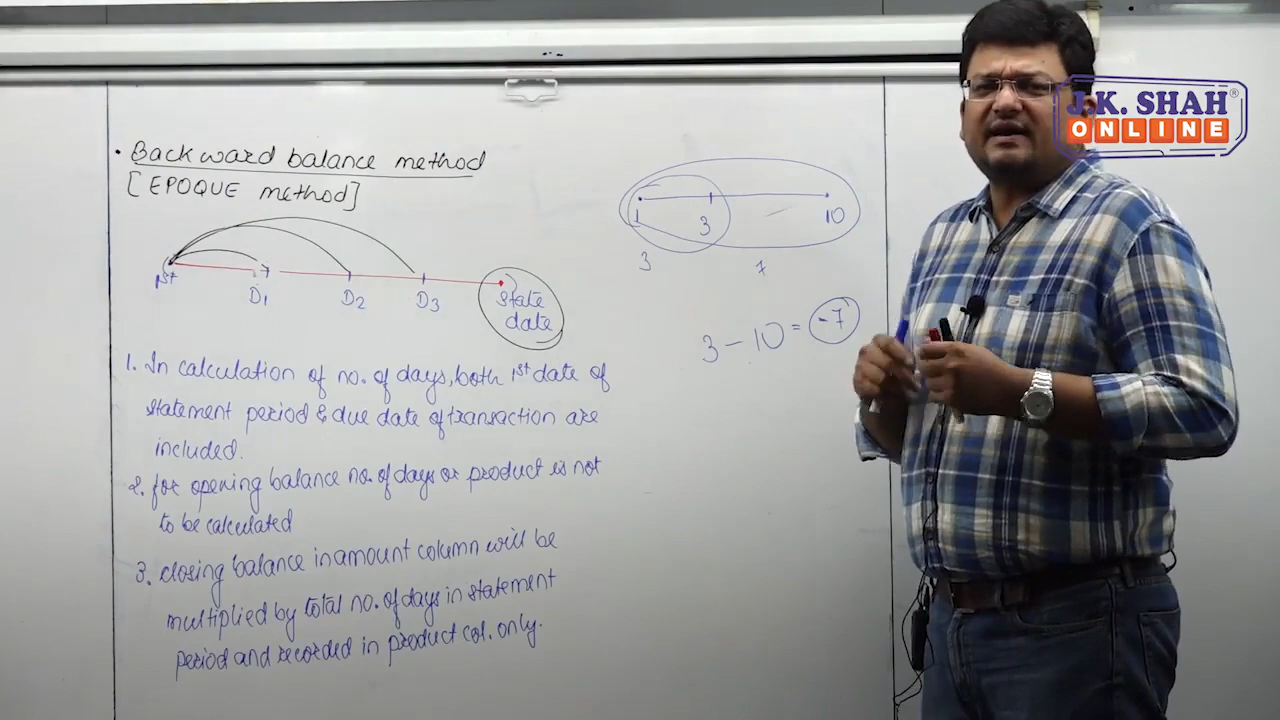 • Backward balance method
[EPOQUE method]
1st
D1
D2
D3
state
date
1. In calculation of no. of days, both 1st date of
statement period & due date of transaction are
included.
2. for opening balance no. of days or product is not
to be calculated
3. closing balance in amount column will be
multiplied by total no. of days in statement
period and recorded in product col. only.
1
3
10
3
7
3 - 10 = -7
J.K. SHAH®
ONLINE